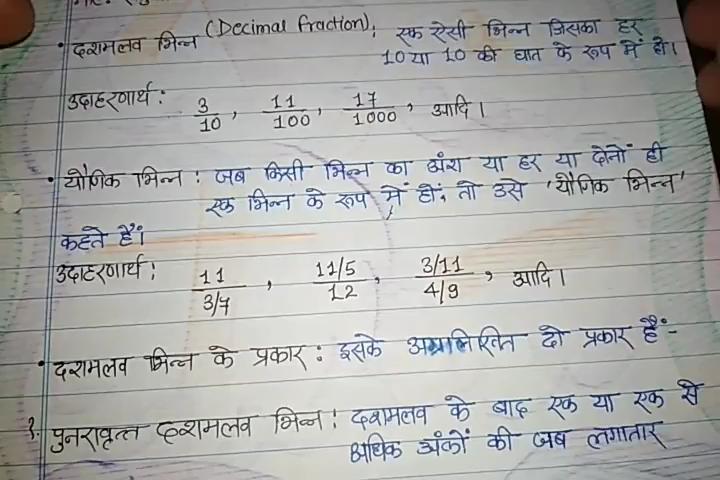 • दशमलव भिन्न (Decimal fraction): एक ऐसी भिन्न जिसका हर
10 या 10 की घात के रूप में हो।
उदाहरणार्थ: 3/10, 11/100, 17/1000, आदि।
• यौगिक भिन्न: जब किसी भिन्न का अंश या हर या दोनों ही
एक भिन्न के रूप में हों, तो उसे 'यौगिक भिन्न'
कहते हैं।
उदाहरणार्थ: 11/3/7, 11/5/12, 3/11/4/9, आदि।
• दशमलव भिन्न के प्रकार: इसके अग्रलिखित दो प्रकार हैं-
1. पुनरावृत्त दशमलव भिन्न: दशमलव के बाद एक या एक से
अधिक अंकों की जब लगातार